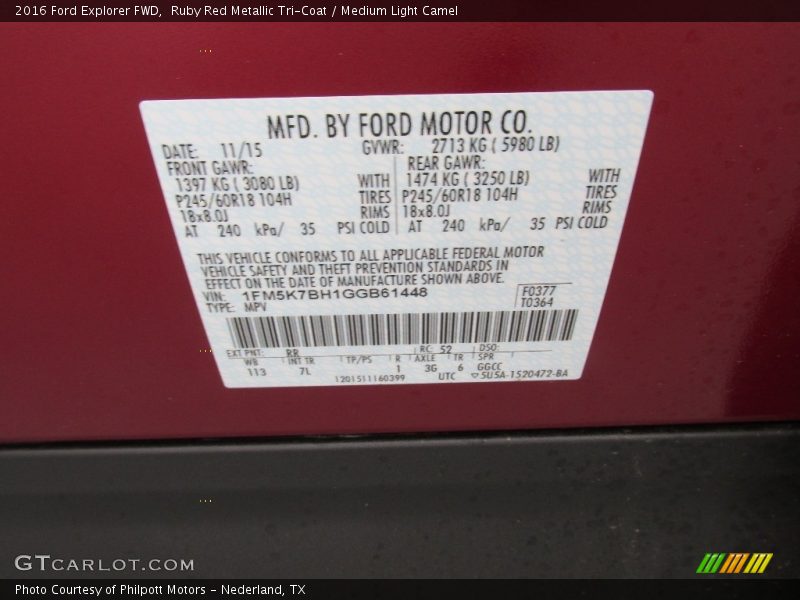 2016 Ford Explorer FWD,  Ruby Red Metallic Tri-Coat / Medium Light Camel
MFD. BY FORD MOTOR CO.
DATE: 11/15 GVWR: 2713 KG ( 5980 LB)
FRONT GAWR: REAR GAWR:
1397 KG ( 3080 LB) WITH 1474 KG ( 3250 LB) WITH
P245/60R18 104H TIRES P245/60R18 104H TIRES
18x8.0J RIMS 18x8.0J RIMS
AT 240 kPa/ 35 PSI COLD AT 240 kPa/ 35 PSI COLD
THIS VEHICLE CONFORMS TO ALL APPLICABLE FEDERAL MOTOR
VEHICLE SAFETY AND THEFT PREVENTION STANDARDS IN
EFFECT ON THE DATE OF MANUFACTURE SHOWN ABOVE.
VIN: 1FM5K7BH1GGB61448 F0377
TYPE: MPV T0364
EXT PNT: RR RC: 52 DSO:
WB INT TR TP/PS R AXLE TR SPR
113 7L 1 3G 6 GGCC
1201511160399 UTC 5U5A-1520472-BA
GTCARLOT.COM
Photo Courtesy of Philpott Motors - Nederland, TX